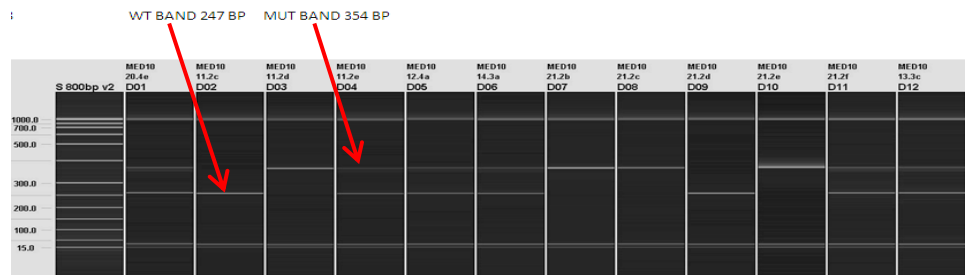 WT BAND 247 BP MUT BAND 354 BP
MED10 MED10 MED10 MED10 MED10 MED10 MED10 MED10 MED10 MED10 MED10 MED10
20.4e 11.2c 11.2d 11.2e 12.4a 14.3a 21.2b 21.2c 21.2d 21.2e 21.2f 13.3c
S 800bp v2 D01 D02 D03 D04 D05 D06 D07 D08 D09 D10 D11 D12
1000.0
700.0
500.0
300.0
200.0
100.0
15.0